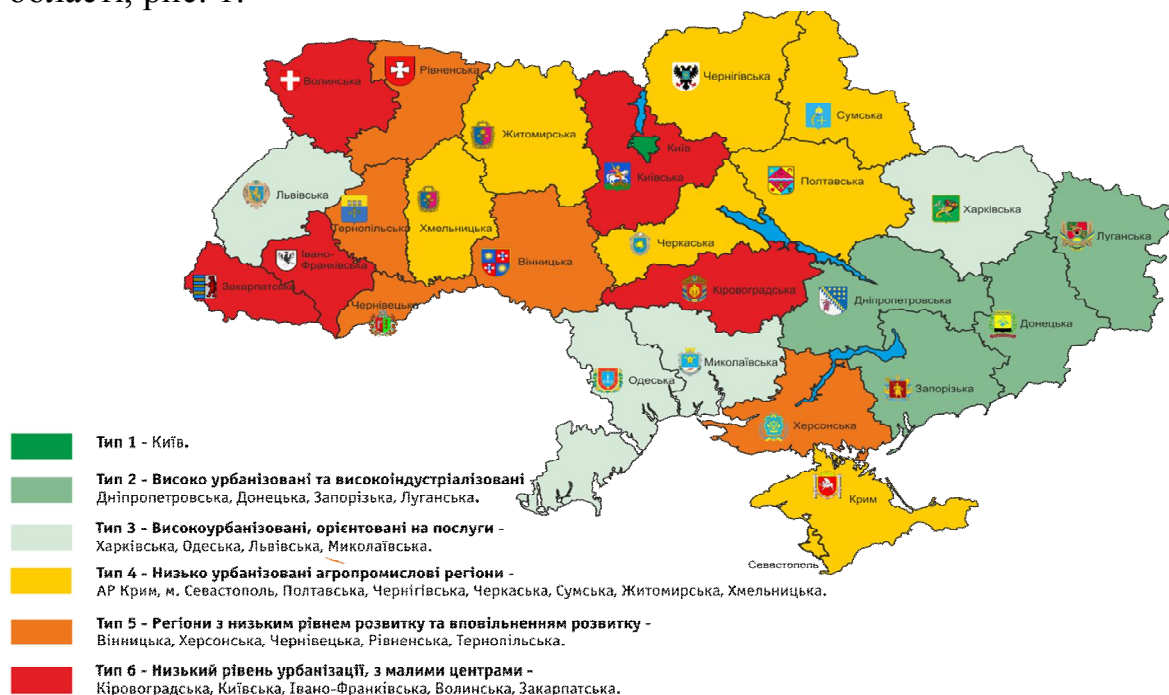 області, рис. 1.
Волинська
Рівненська
Чернігівська
Сумська
Житомирська
Київ
Київська
Львівська
Полтавська
Харківська
Тернопільська
Хмельницька
Луганська
Черкаська
Вінницька
Івано-
Франківська
Закарпатська
Кіровоградська
Чернівецька
Дніпропетровська
Донецька
Миколаївська
Одеська
Запорізька
Херсонська
Крим
Севастополь
Тип 1 - Київ.
Тип 2 - Високо урбанізовані та високоіндустріалізовані
Дніпропетровська, Донецька, Запорізька, Луганська.
Тип 3 - Високоурбанізовані, орієнтовані на послуги -
Харківська, Одеська, Львівська, Миколаївська.
Тип 4 - Низько урбанізовані агропромислові регіони -
АР Крим, м. Севастополь, Полтавська, Чернігівська, Черкаська, Сумська, Житомирська, Хмельницька.
Тип 5 - Регіони з низьким рівнем розвитку та вповільненням розвитку -
Вінницька, Херсонська, Чернівецька, Рівненська, Тернопільська.
Тип 6 - Низький рівень урбанізації, з малими центрами -
Кіровоградська, Київська, Івано-Франківська, Волинська, Закарпатська.